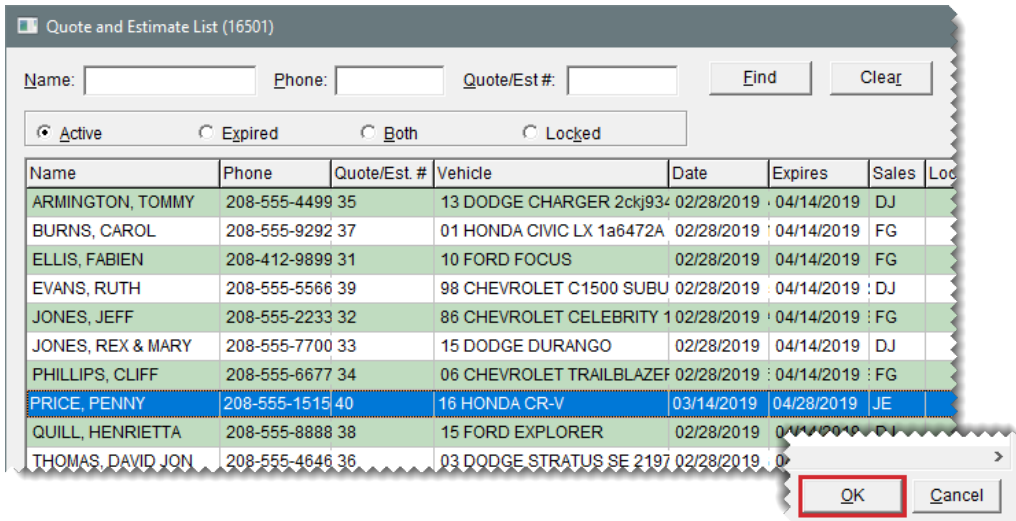 Quote and Estimate List (16501)
Name: Phone: Quote/Est #: Find Clear
Active Expired Both Locked
Name Phone Quote/Est. # Vehicle Date Expires Sales Loc
ARMINGTON, TOMMY 208-555-4499 35 13 DODGE CHARGER 2ckj934 02/28/2019 04/14/2019 DJ
BURNS, CAROL 208-555-9292 37 01 HONDA CIVIC LX 1a6472A 02/28/2019 04/14/2019 FG
ELLIS, FABIEN 208-412-9899 31 10 FORD FOCUS 02/28/2019 04/14/2019 FG
EVANS, RUTH 208-555-5566 39 98 CHEVROLET C1500 SUBU 02/28/2019 04/14/2019 DJ
JONES, JEFF 208-555-2233 32 86 CHEVROLET CELEBRITY 1 02/28/2019 04/14/2019 FG
JONES, REX & MARY 208-555-7700 33 15 DODGE DURANGO 02/28/2019 04/14/2019 DJ
PHILLIPS, CLIFF 208-555-6677 34 06 CHEVROLET TRAILBLAZER 02/28/2019 04/14/2019 FG
PRICE, PENNY 208-555-1515 40 16 HONDA CR-V 03/14/2019 04/28/2019 JE
QUILL, HENRIETTA 208-555-8888 38 15 FORD EXPLORER 02/28/2019 04/14/2019 DJ
THOMAS, DAVID JON 208-555-4646 36 03 DODGE STRATUS SE 2197 02/28/2019
OK Cancel